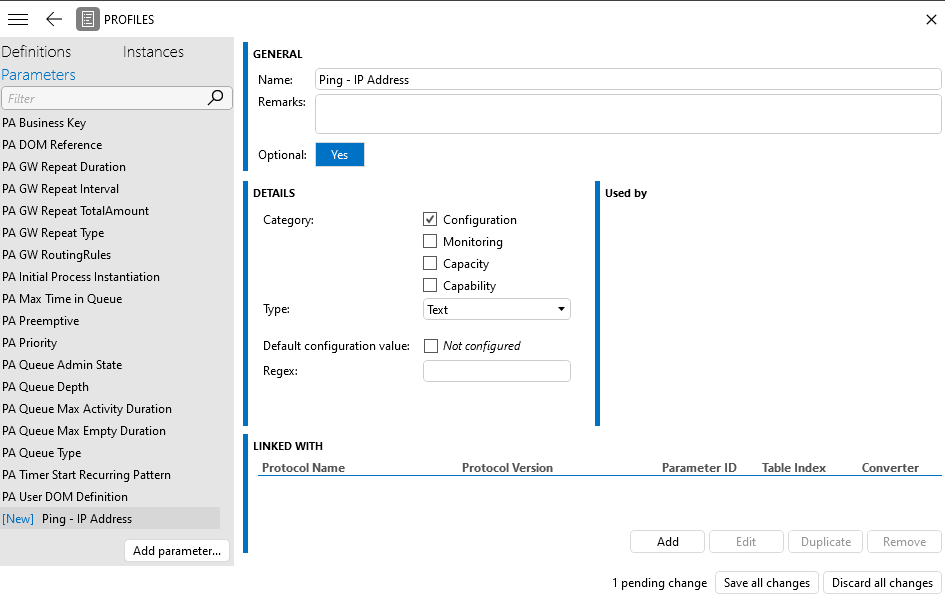 PROFILES
Definitions Instances
Parameters
Filter
PA Business Key
PA DOM Reference
PA GW Repeat Duration
PA GW Repeat Interval
PA GW Repeat TotalAmount
PA GW Repeat Type
PA GW RoutingRules
PA Initial Process Instantiation
PA Max Time in Queue
PA Preemptive
PA Priority
PA Queue Admin State
PA Queue Depth
PA Queue Max Activity Duration
PA Queue Max Empty Duration
PA Queue Type
PA Timer Start Recurring Pattern
PA User DOM Definition
[New] Ping - IP Address
Add parameter...
GENERAL
Name: Ping - IP Address
Remarks:
Optional: Yes
DETAILS
Category: Configuration
Monitoring
Capacity
Capability
Type: Text
Default configuration value: Not configured
Regex:
Used by
LINKED WITH
Protocol Name Protocol Version Parameter ID Table Index Converter
Add Edit Duplicate Remove
1 pending change Save all changes Discard all changes